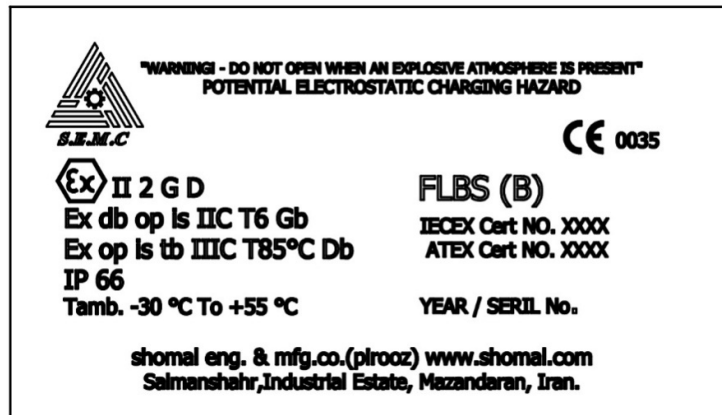 "WARNING! - DO NOT OPEN WHEN AN EXPLOSIVE ATMOSPHERE IS PRESENT"
POTENTIAL ELECTROSTATIC CHARGING HAZARD
S.E.M.C
CE 0035
Ex II 2 G D
FLBS (B)
Ex db op is IIC T6 Gb
IECEX Cert NO. XXXX
Ex op is tb IIIC T85°C Db
ATEX Cert NO. XXXX
IP 66
Tamb. -30 °C To +55 °C
YEAR / SERIL No.
shomal eng. & mfg.co.(pirooz) www.shomal.com
Salmanshahr,Industrial Estate, Mazandaran, Iran.